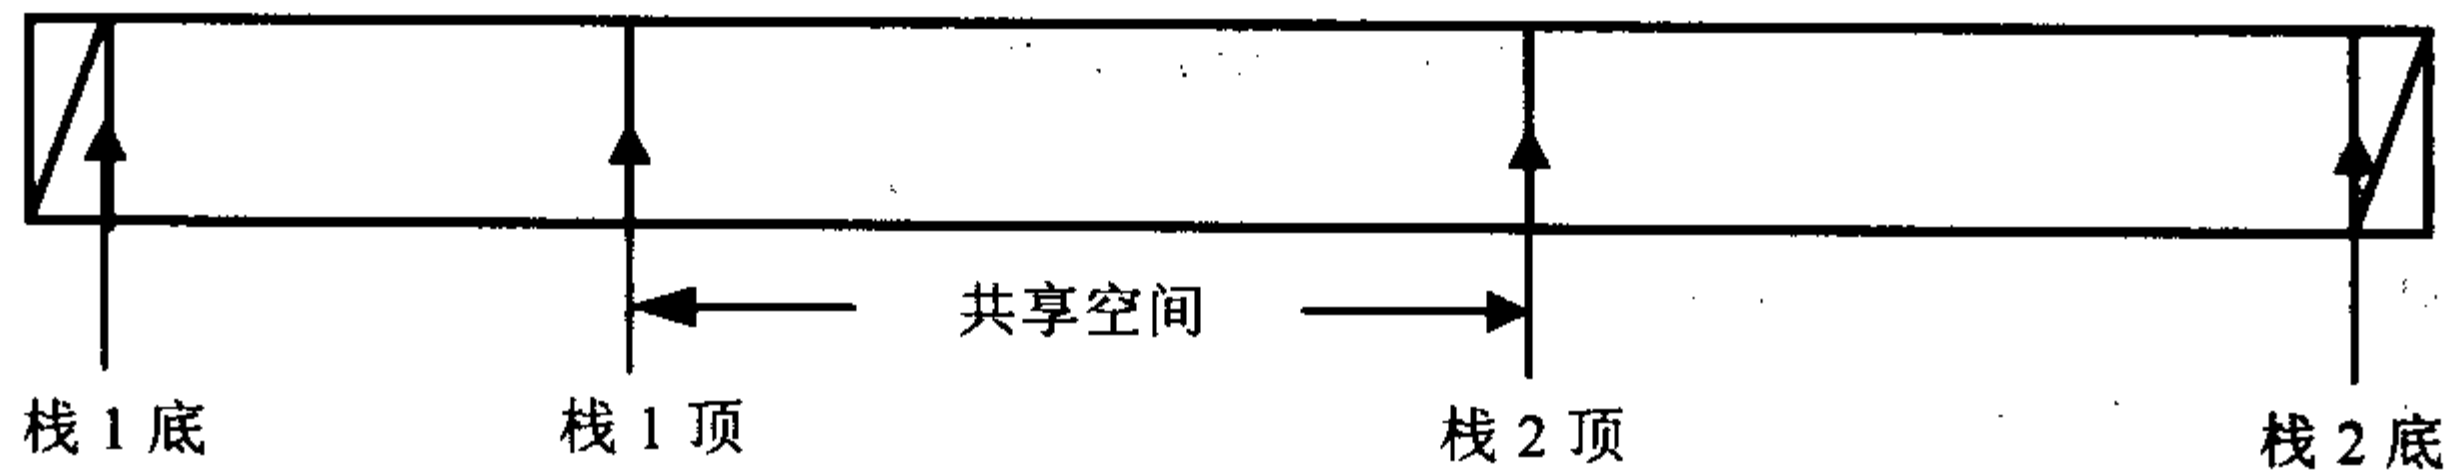 共享空间
栈 1 底 栈 1 顶 栈 2 顶 栈 2 底